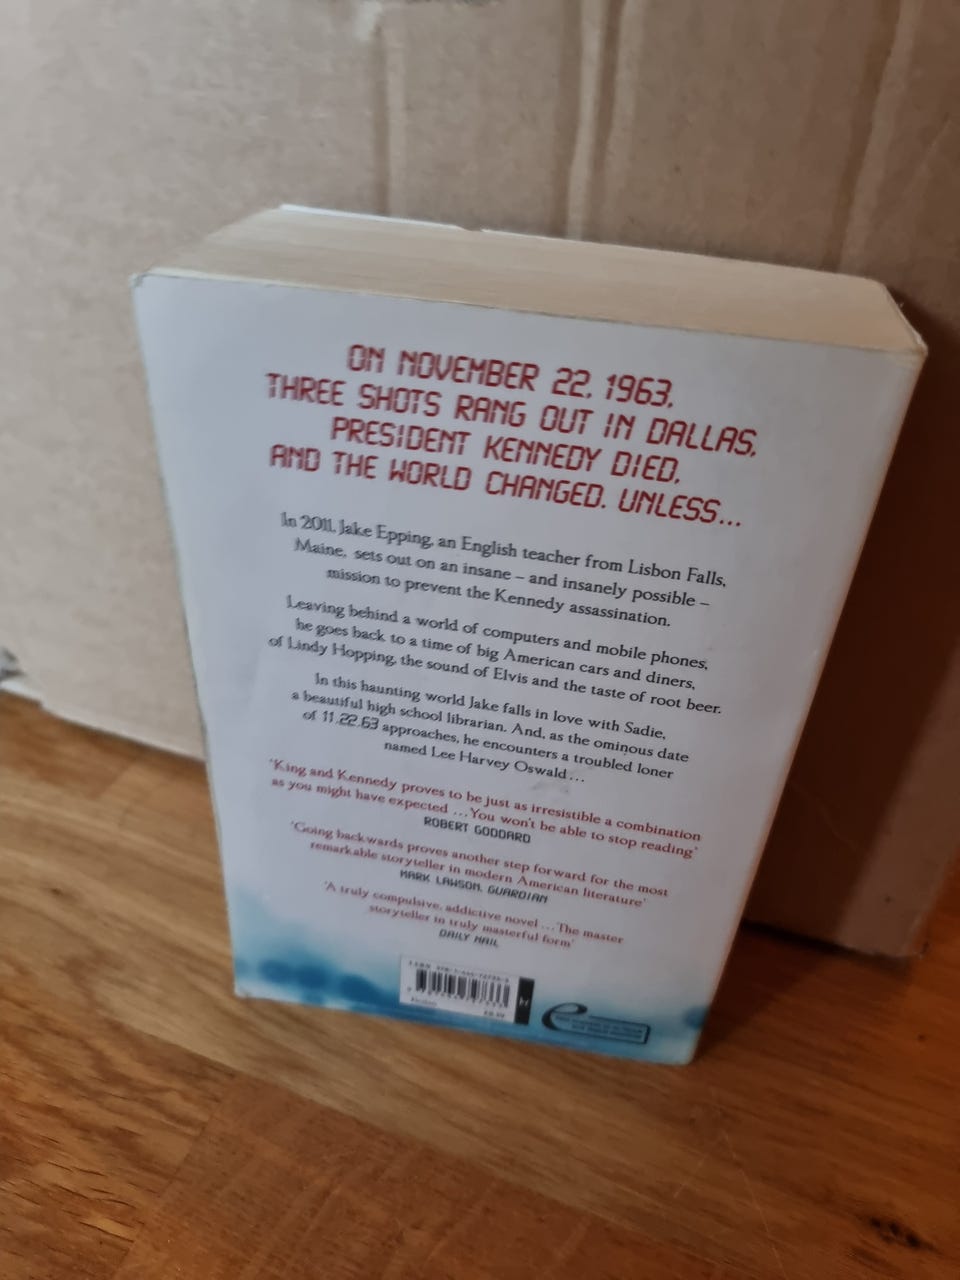 ON NOVEMBER 22, 1963,
THREE SHOTS RANG OUT IN DALLAS,
PRESIDENT KENNEDY DIED,
AND THE WORLD CHANGED. UNLESS...
In 2011, Jake Epping, an English teacher from Lisbon Falls,
Maine, sets out on an insane – and insanely possible –
mission to prevent the Kennedy assassination.
Leaving behind a world of computers and mobile phones,
he goes back to a time of big American cars and diners,
of Lindy Hopping, the sound of Elvis and the taste of root beer.
In this haunting world Jake falls in love with Sadie,
a beautiful high school librarian. And, as the ominous date
of 11.22.63 approaches, he encounters a troubled loner
named Lee Harvey Oswald...
'King and Kennedy proves to be just as irresistible a combination
as you might have expected ... You won't be able to stop reading'
ROBERT GODDARD
'Going backwards proves another step forward for the most
remarkable storyteller in modern American literature'
MARK LAWSON, GUARDIAN
'A truly compulsive, addictive novel ... The master
storyteller in truly masterful form'
DAILY MAIL
ISBN